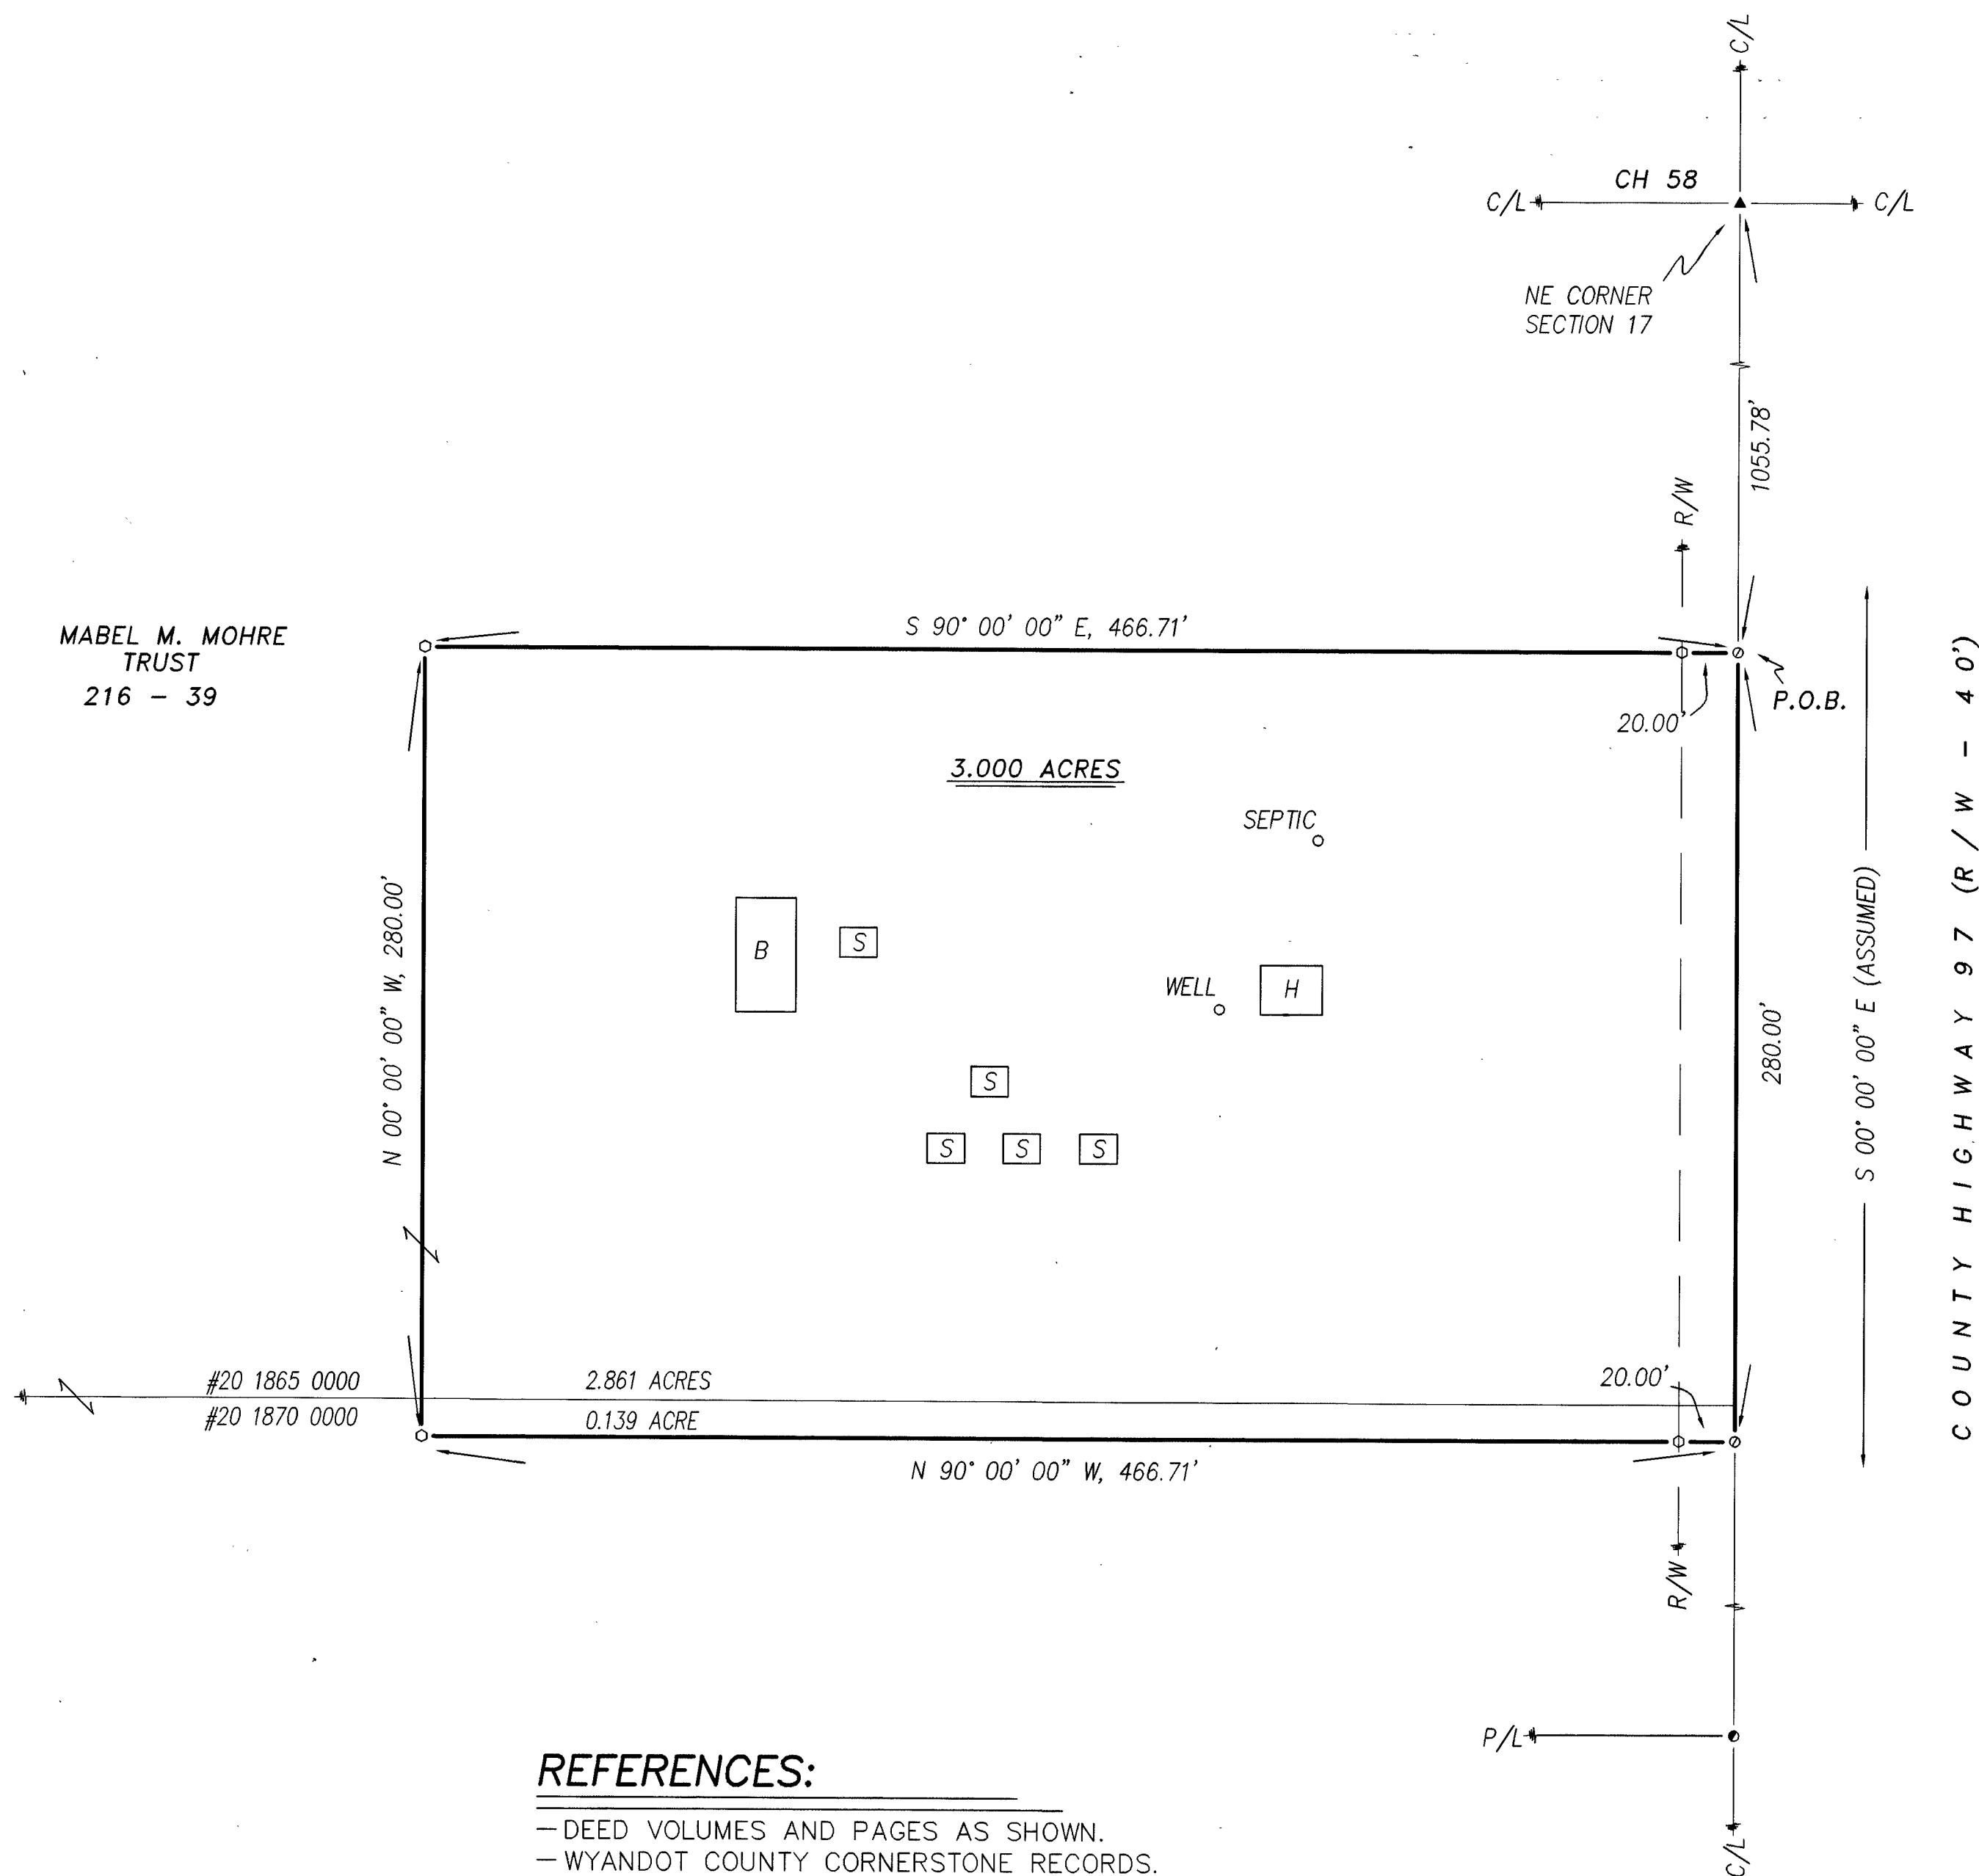 C/L
CH 58
C/L
C/L
NE CORNER
SECTION 17
1055.78'
R/W
MABEL M. MOHRE
TRUST
216 - 39
S 90° 00' 00" E, 466.71'
P.O.B.
20.00'
3.000 ACRES
SEPTIC
B
S
WELL
H
N 00° 00' 00" W, 280.00'
280.00'
S 00° 00' 00" E (ASSUMED)
COUNTY HIGHWAY 97 (R/W - 40')
S
S
S
S
#20 1865 0000
2.861 ACRES
20.00'
#20 1870 0000
0.139 ACRE
N 90° 00' 00" W, 466.71'
R/W
P/L
C/L
REFERENCES:
- DEED VOLUMES AND PAGES AS SHOWN.
- WYANDOT COUNTY CORNERSTONE RECORDS.